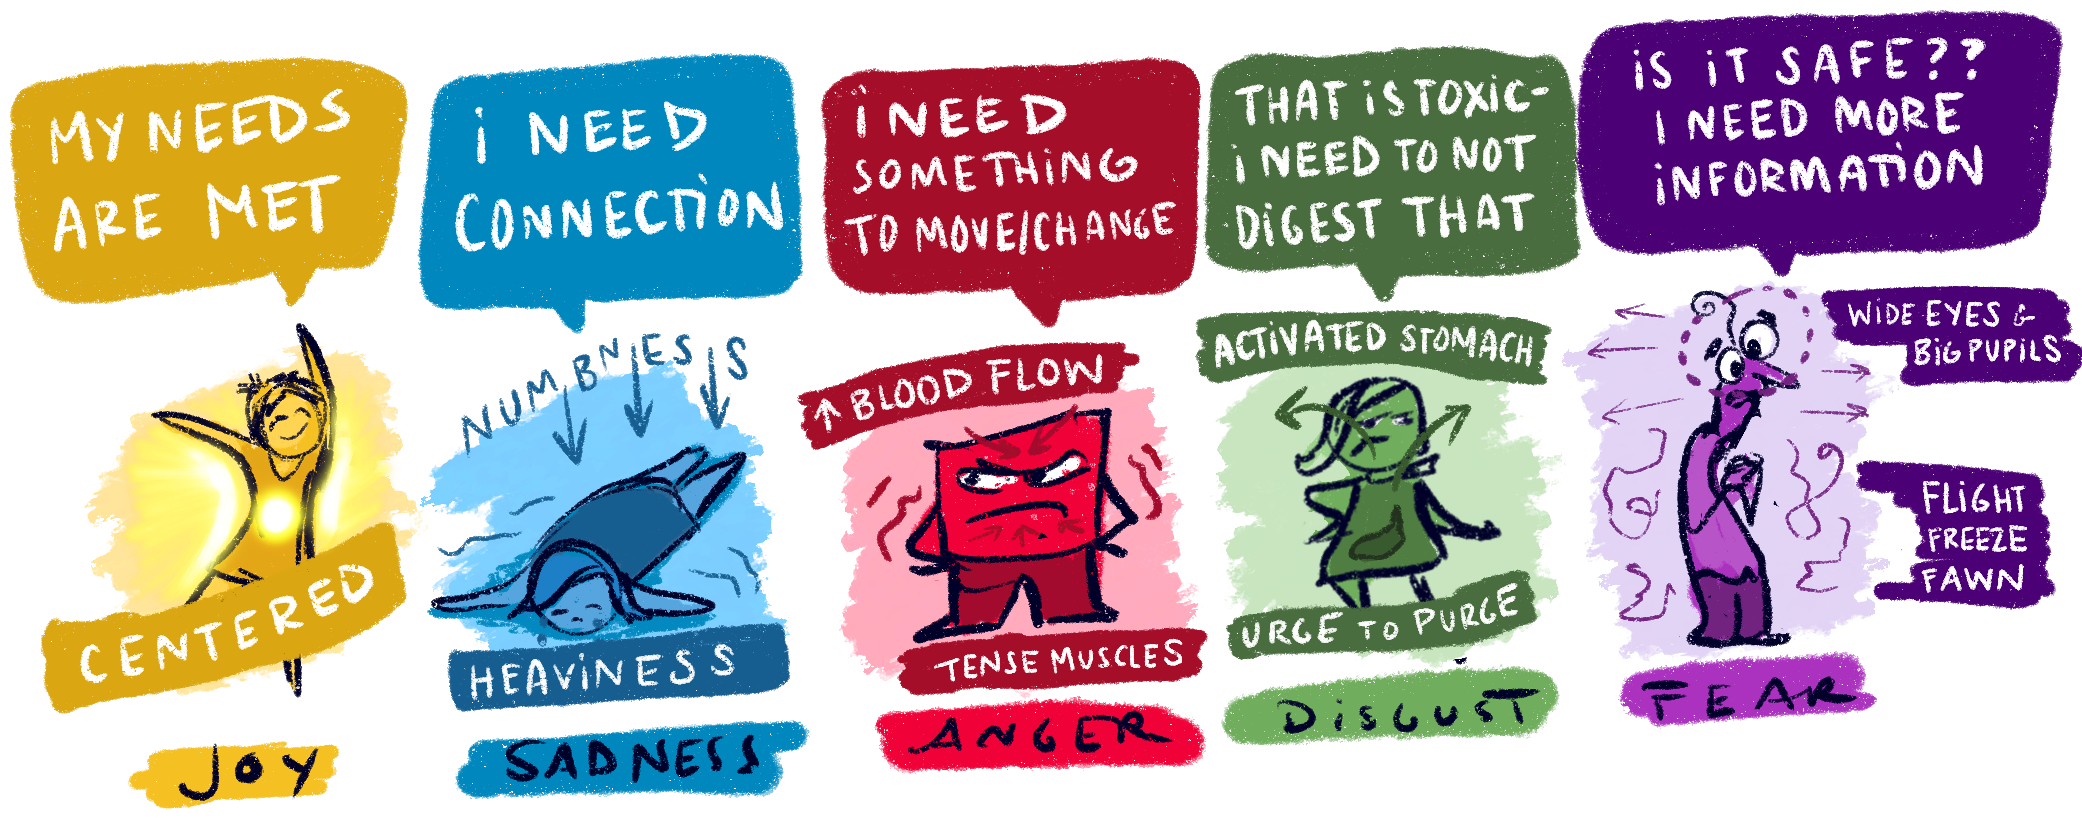 MY NEEDS
ARE MET
CENTERED
JOY
i NEED
CONNECTiON
NUMBNESS
HEAViNESS
SADNESS
i NEED
SOMETHiNG
TO MOVE/CHANGE
↑ BLOOD FLOW
TENSE MUSCLES
ANGER
THAT iS TOXiC-
i NEED TO NOT
DiGEST THAT
ACTiVATED STOMACH
URGE TO PURGE
DiSGUST
iS iT SAFE??
I NEED MORE
iNFORMATiON
WiDE EYES &
BiG PUPiLS
FLiGHT
FREEZE
FAWN
FEAR